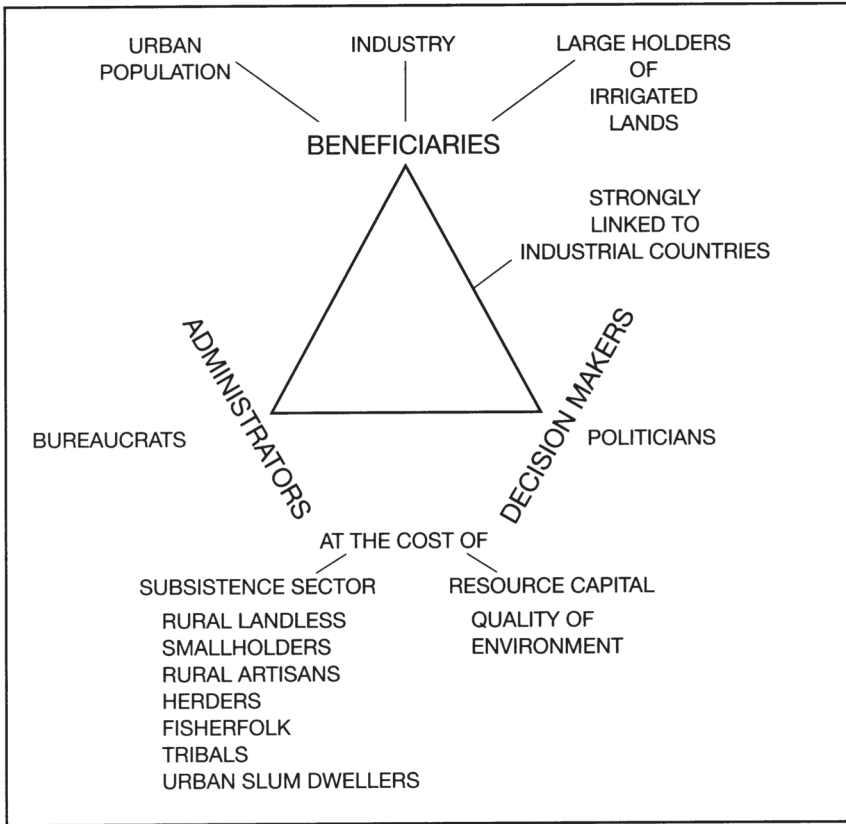 URBAN
POPULATION
INDUSTRY
LARGE HOLDERS
OF
IRRIGATED
LANDS
BENEFICIARIES
STRONGLY
LINKED TO
INDUSTRIAL COUNTRIES
ADMINISTRATORS
DECISION MAKERS
BUREAUCRATS
POLITICIANS
AT THE COST OF
SUBSISTENCE SECTOR
RURAL LANDLESS
SMALLHOLDERS
RURAL ARTISANS
HERDERS
FISHERFOLK
TRIBALS
URBAN SLUM DWELLERS
RESOURCE CAPITAL
QUALITY OF
ENVIRONMENT